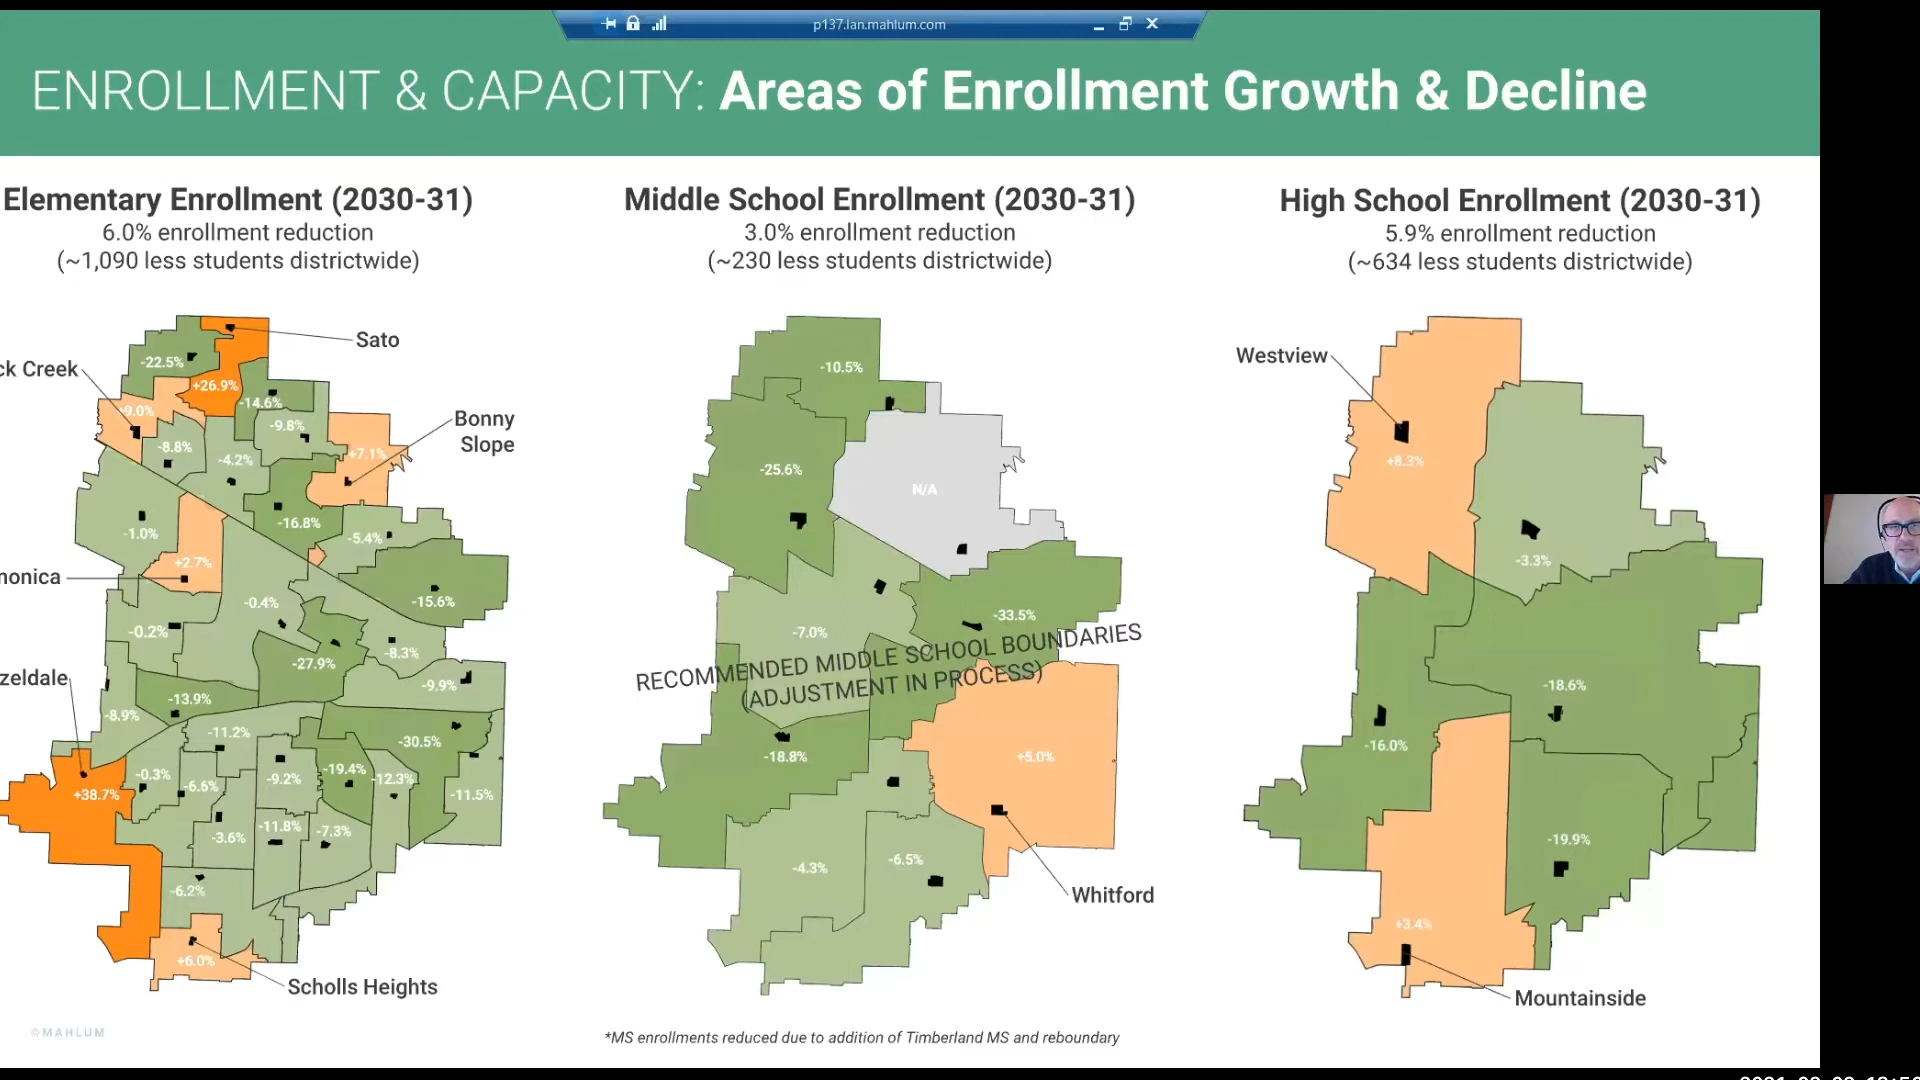 p137.lan.mahlum.com
ENROLLMENT & CAPACITY: Areas of Enrollment Growth & Decline
Elementary Enrollment (2030-31)
6.0% enrollment reduction
(~1,090 less students districtwide)
Sato
-22.5%
ck Creek
+26.9%
+9.0%
-14.6%
Bonny
Slope
-9.8%
-8.8%
-4.2%
+7.1%
-16.8%
-1.0%
-5.4%
+2.7%
monica
-0.4%
-15.6%
-0.2%
-8.3%
-27.9%
zeldale
-9.9%
-13.9%
-8.9%
-11.2%
-30.5%
-0.3%
-6.6%
-9.2%
-19.4%
-12.3%
+38.7%
-11.5%
-3.6%
-11.8%
-7.3%
-6.2%
+6.0%
Scholls Heights
©MAHLUM
Middle School Enrollment (2030-31)
3.0% enrollment reduction
(~230 less students districtwide)
-10.5%
-25.6%
N/A
-33.5%
-7.0%
RECOMMENDED MIDDLE SCHOOL BOUNDARIES
(ADJUSTMENT IN PROCESS)
-18.8%
+5.0%
-4.3%
-6.5%
Whitford
*MS enrollments reduced due to addition of Timberland MS and reboundary
High School Enrollment (2030-31)
5.9% enrollment reduction
(~634 less students districtwide)
Westview
+8.3%
-3.3%
-18.6%
-16.0%
-19.9%
+3.4%
Mountainside